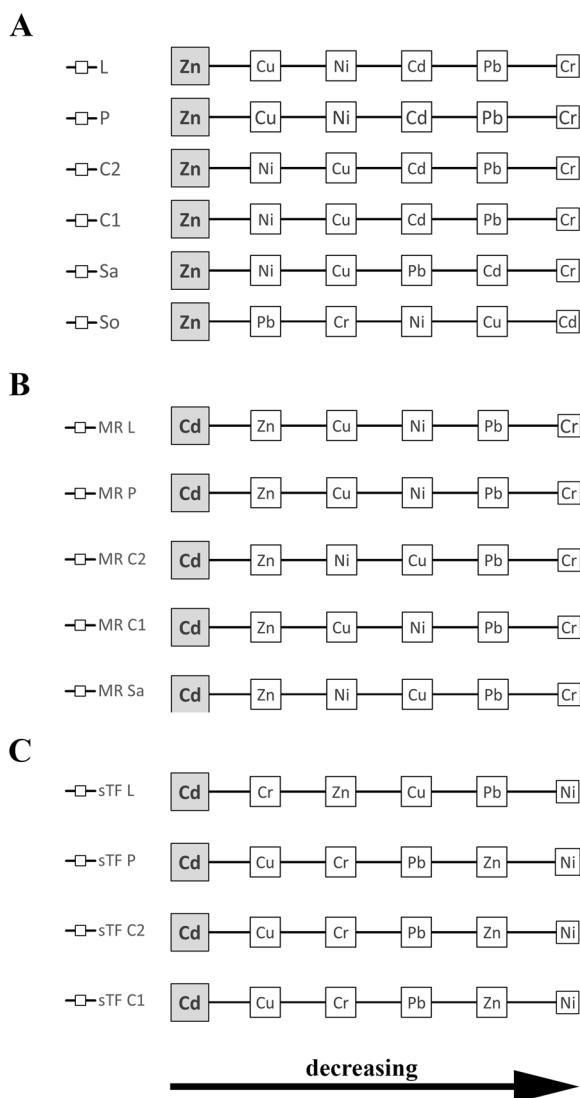 A
L Zn Cu Ni Cd Pb Cr
P Zn Cu Ni Cd Pb Cr
C2 Zn Ni Cu Cd Pb Cr
C1 Zn Ni Cu Cd Pb Cr
Sa Zn Ni Cu Pb Cd Cr
So Zn Pb Cr Ni Cu Cd
B
MR L Cd Zn Cu Ni Pb Cr
MR P Cd Zn Cu Ni Pb Cr
MR C2 Cd Zn Ni Cu Pb Cr
MR C1 Cd Zn Cu Ni Pb Cr
MR Sa Cd Zn Ni Cu Pb Cr
C
sTF L Cd Cr Zn Cu Pb Ni
sTF P Cd Cu Cr Pb Zn Ni
sTF C2 Cd Cu Cr Pb Zn Ni
sTF C1 Cd Cu Cr Pb Zn Ni
decreasing